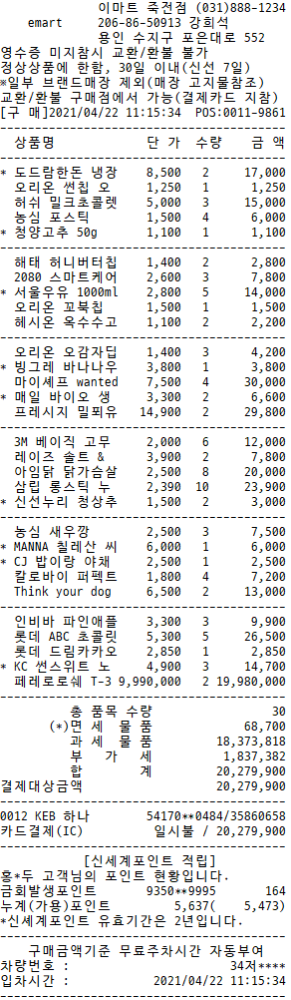 이마트 죽전점 (031)888-1234
emart 206-86-50913 강희석
용인 수지구 포은대로 552
영수증 미지참시 교환/환불 불가
정상상품에 한함, 30일 이내(신선 7일)
※일부 브랜드매장 제외(매장 고지물참조)
교환/환불 구매점에서 가능(결제카드 지참)
[구 매]2021/04/22 11:15:34 POS:0011-9861
상품명 단 가 수량 금 액
* 도드람한돈 냉장 8,500 2 17,000
오리온 썬칩 오 1,250 1 1,250
허쉬 밀크초콜렛 5,000 3 15,000
농심 포스틱 1,500 4 6,000
* 청양고추 50g 1,100 1 1,100
해태 허니버터칩 1,400 2 2,800
2080 스마트케어 2,600 3 7,800
* 서울우유 1000ml 2,800 5 14,000
오리온 꼬북칩 1,500 1 1,500
헤시온 옥수수고 1,100 2 2,200
오리온 오감자딥 1,400 3 4,200
* 빙그레 바나나우 3,800 1 3,800
마이셰프 wanted 7,500 4 30,000
* 매일 바이오 생 3,300 2 6,600
프레시지 밀푀유 14,900 2 29,800
3M 베이직 고무 2,000 6 12,000
레이즈 솔트 & 3,900 2 7,800
아임닭 닭가슴살 2,500 8 20,000
삼립 롱스틱 누 2,390 10 23,900
* 신선누리 청상추 1,500 2 3,000
농심 새우깡 2,500 3 7,500
* MANNA 칠레산 씨 6,000 1 6,000
* CJ 밥이랑 야채 2,500 1 2,500
칼로바이 퍼펙트 1,800 4 7,200
Think your dog 6,500 2 13,000
인비바 파인애플 3,300 3 9,900
롯데 ABC 초콜릿 5,300 5 26,500
롯데 드림카카오 2,850 1 2,850
* KC 썬스위트 노 4,900 3 14,700
페레로로쉐 T-3 9,990,000 2 19,980,000
총 품목 수량 30
(*)면 세 물 품 68,700
과 세 물 품 18,373,818
부 가 세 1,837,382
합 계 20,279,900
결제대상금액 20,279,900
0012 KEB 하나 54170**0484/35860658
카드결제(IC) 일시불 / 20,279,900
[신세계포인트 적립]
홍*두 고객님의 포인트 현황입니다.
금회발생포인트 9350**9995 164
누계(가용)포인트 5,637( 5,473)
*신세계포인트 유효기간은 2년입니다.
구매금액기준 무료주차시간 자동부여
차량번호 : 34저****
입차시간 : 2021/04/22 11:15:34